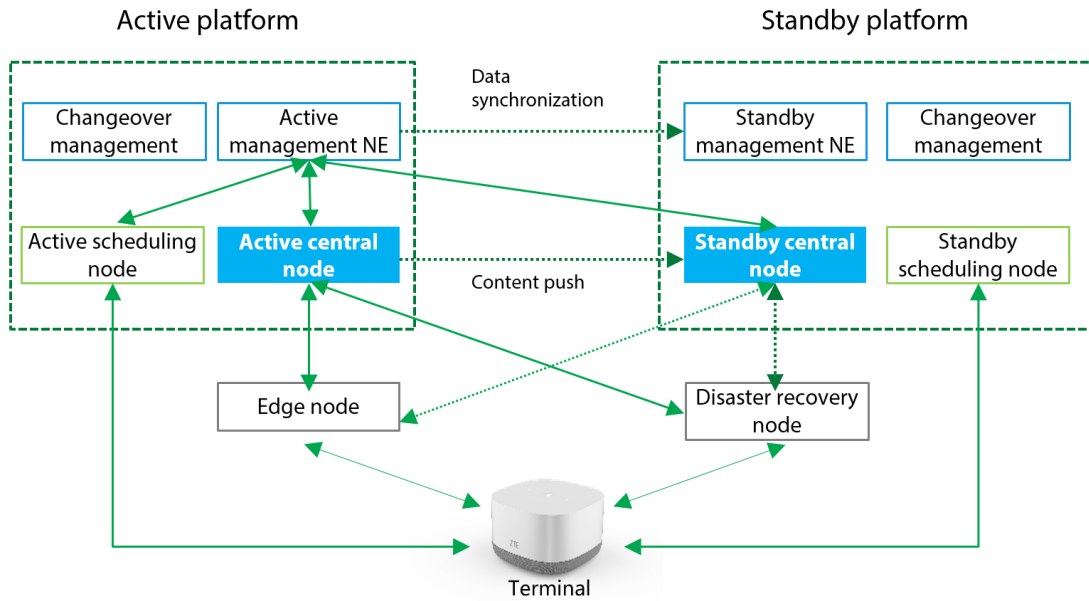 Active platform
Standby platform
Data
synchronization
Changeover
management
Active
management NE
Standby
management NE
Changeover
management
Active scheduling
node
Active central
node
Content push
Standby central
node
Standby
scheduling node
Edge node
Disaster recovery
node
ZTE
Terminal